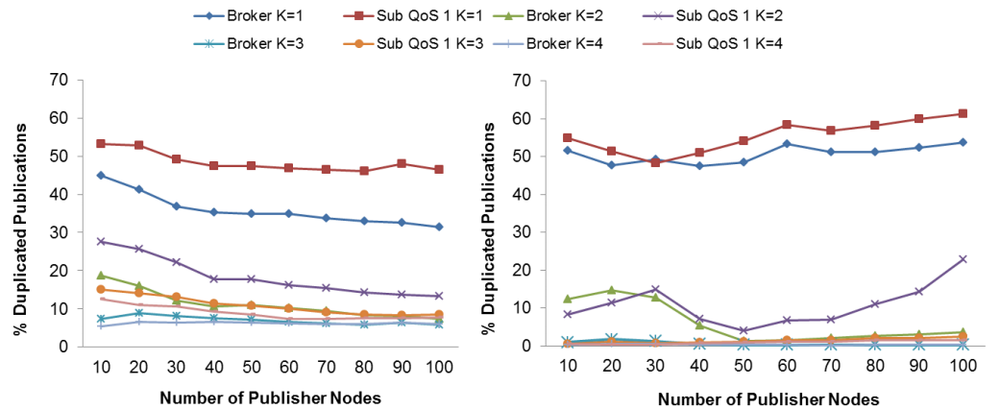 Broker K=1 Sub QoS 1 K=1 Broker K=2 Sub QoS 1 K=2
Broker K=3 Sub QoS 1 K=3 Broker K=4 Sub QoS 1 K=4
% Duplicated Publications
70
60
50
40
30
20
10
0
10 20 30 40 50 60 70 80 90 100
Number of Publisher Nodes
% Duplicated Publications
70
60
50
40
30
20
10
0
10 20 30 40 50 60 70 80 90 100
Number of Publisher Nodes